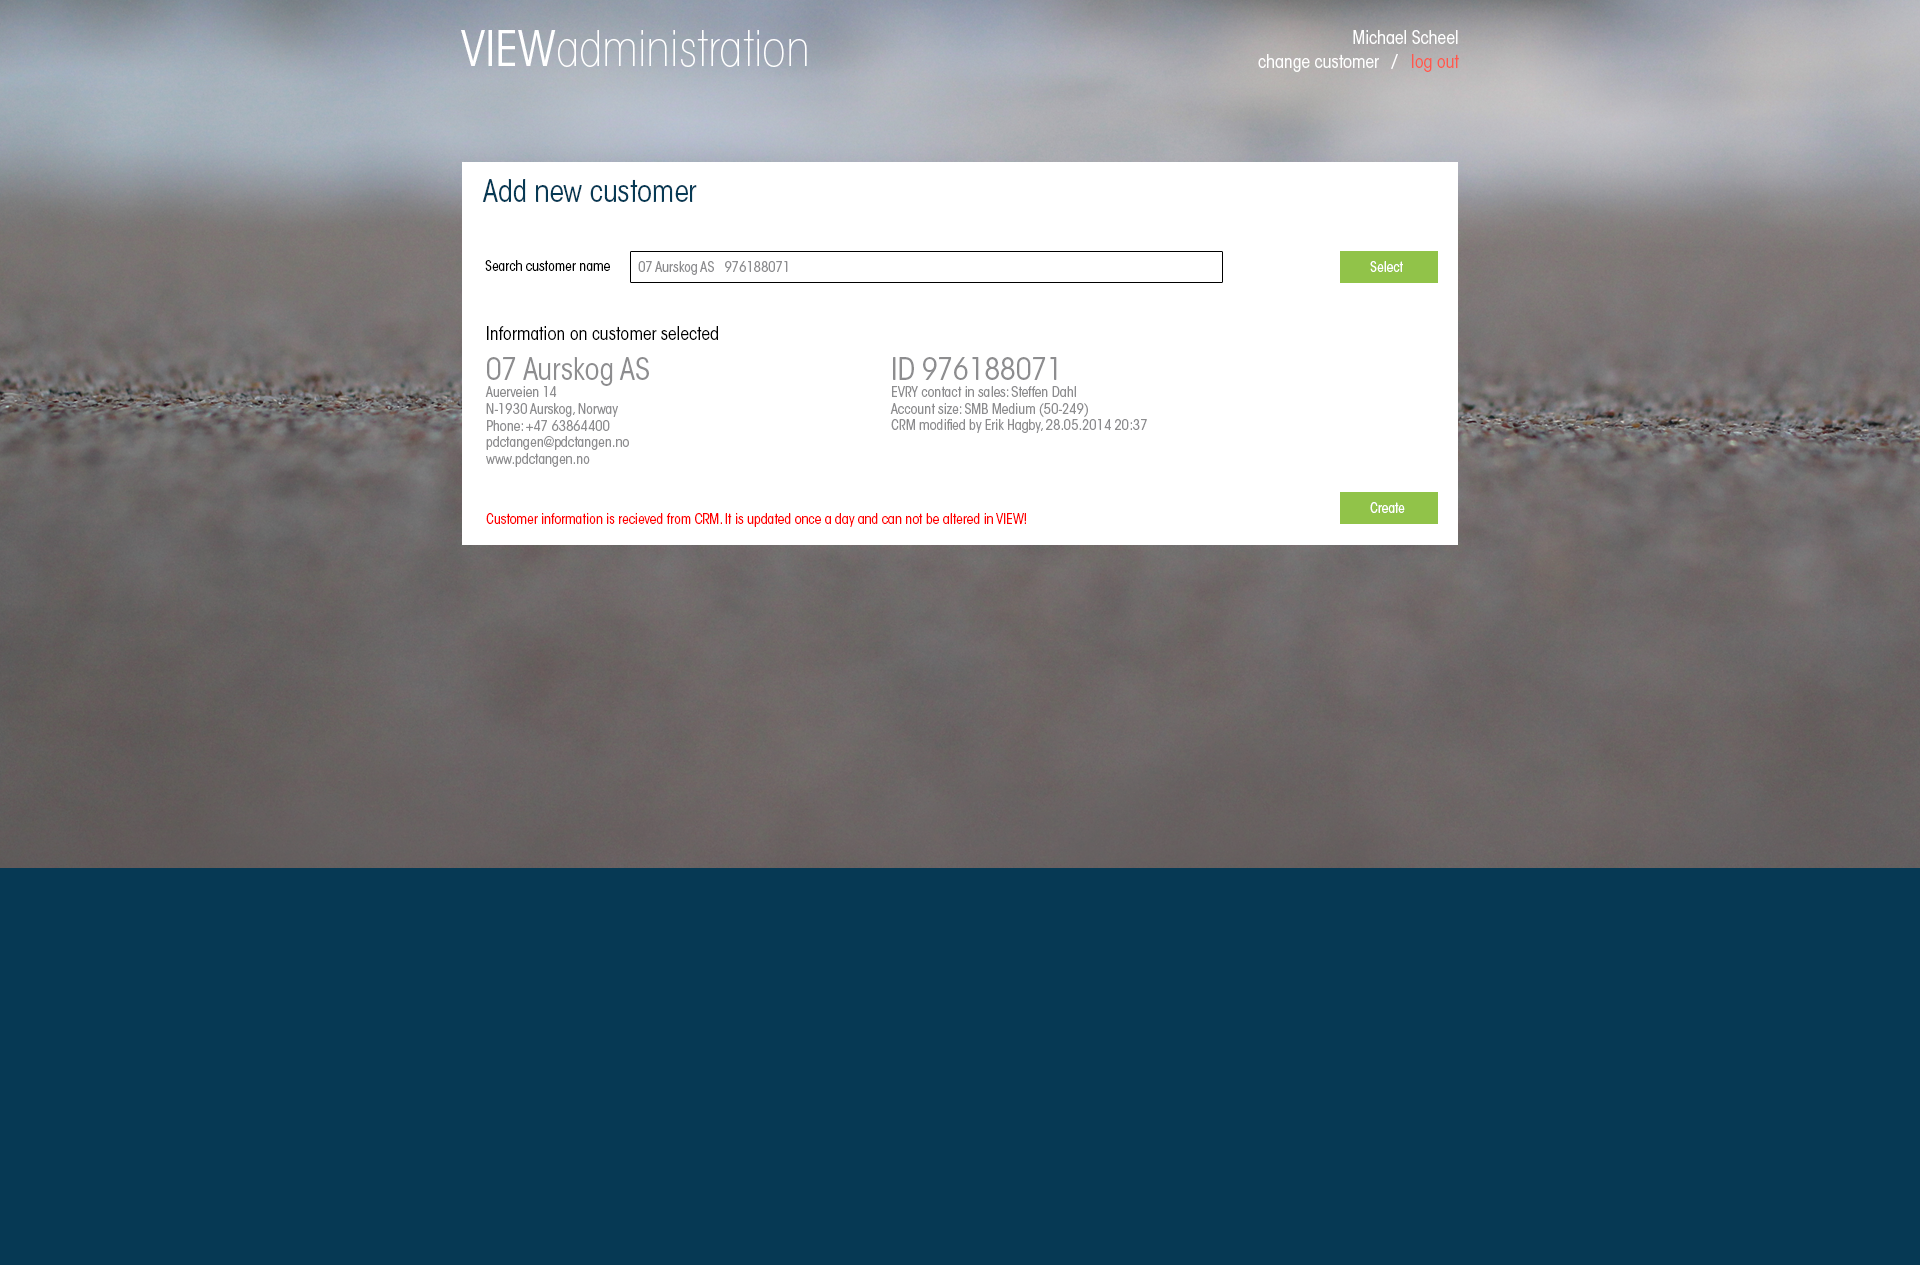 VIEWadministration
Michael Scheel
change customer / log out
Add new customer
Search customer name
07 Aurskog AS 976188071
Select
Information on customer selected
07 Aurskog AS
Auerveien 14
N-1930 Aurskog, Norway
Phone: +47 63864400
pdctangen@pdctangen.no
www.pdctangen.no
ID 976188071
EVRY contact in sales: Steffen Dahl
Account size: SMB Medium (50-249)
CRM modified by Erik Hagby, 28.05.2014 20:37
Customer information is recieved from CRM. It is updated once a day and can not be altered in VIEW!
Create